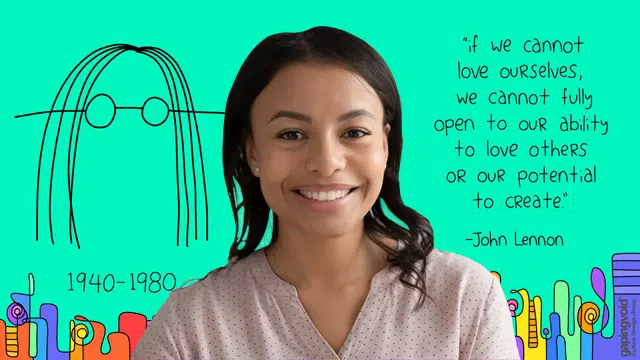 "if we cannot
love ourselves,
we cannot fully
open to our ability
to love others
or our potential
to create."
-John Lennon
1940-1980
gapingvoid®